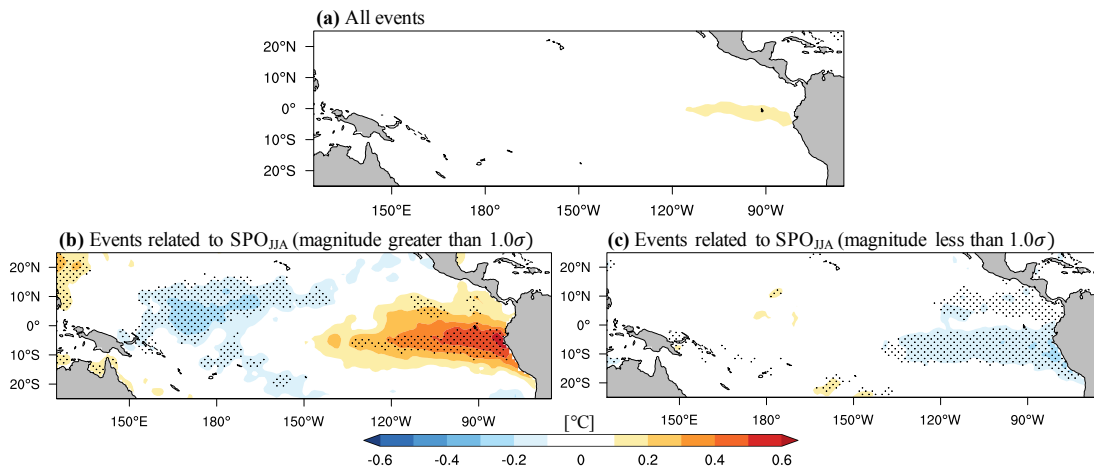 (a) All events
20°N
10°N
0°
10°S
20°S
150°E 180° 150°W 120°W 90°W
(b) Events related to SPO_JJA (magnitude greater than 1.0σ)
20°N
10°N
0°
10°S
20°S
150°E 180° 150°W 120°W 90°W
(c) Events related to SPO_JJA (magnitude less than 1.0σ)
20°N
10°N
0°
10°S
20°S
150°E 180° 150°W 120°W 90°W
[°C]
-0.6 -0.4 -0.2 0 0.2 0.4 0.6